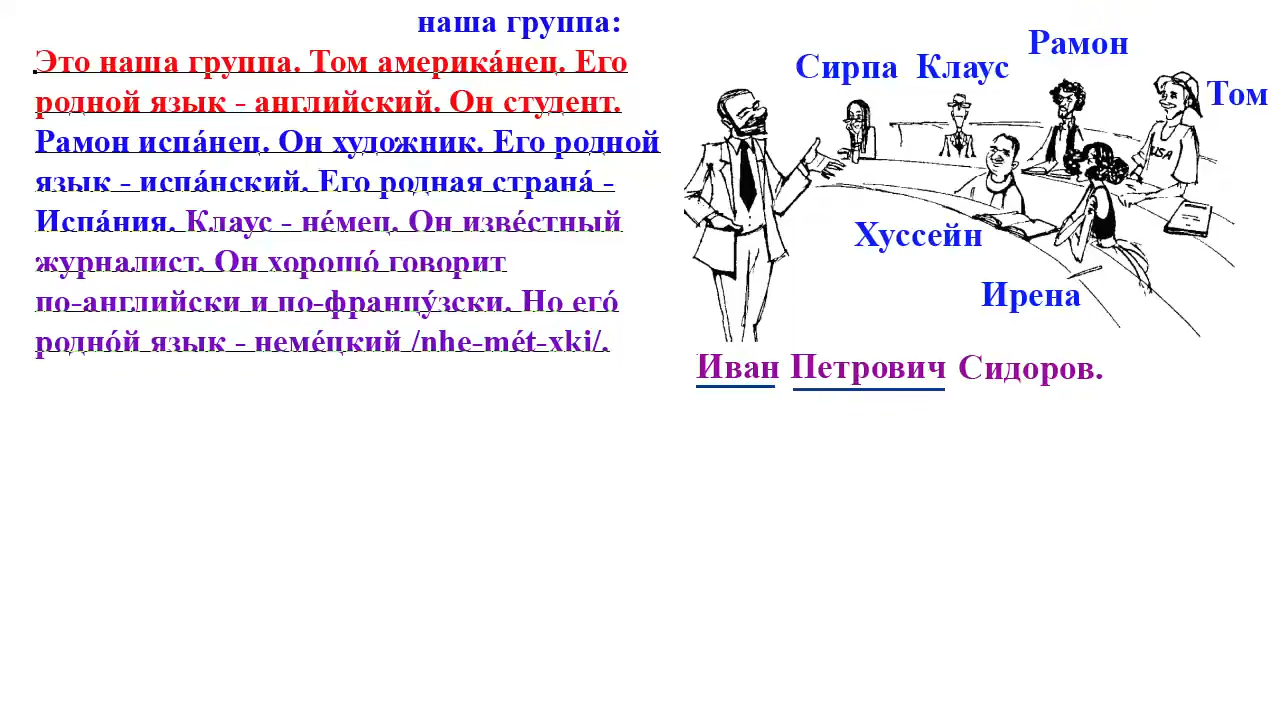 наша группа:
Это наша группа. Том америка́нец. Его
родной язык - английский. Он студент.
Рамон испа́нец. Он художник. Его родной
язык - испа́нский. Его родная страна́ -
Испа́ния. Клаус - не́мец. Он изве́стный
журналист. Он хорошо́ говорит
по-английски и по-францу́зски. Но его́
родно́й язык - неме́цкий /nhe-mét-xki/.
Рамон
Сирпа Клаус
Том
USA
Хуссейн
Ирена
Иван Петрович Сидоров.